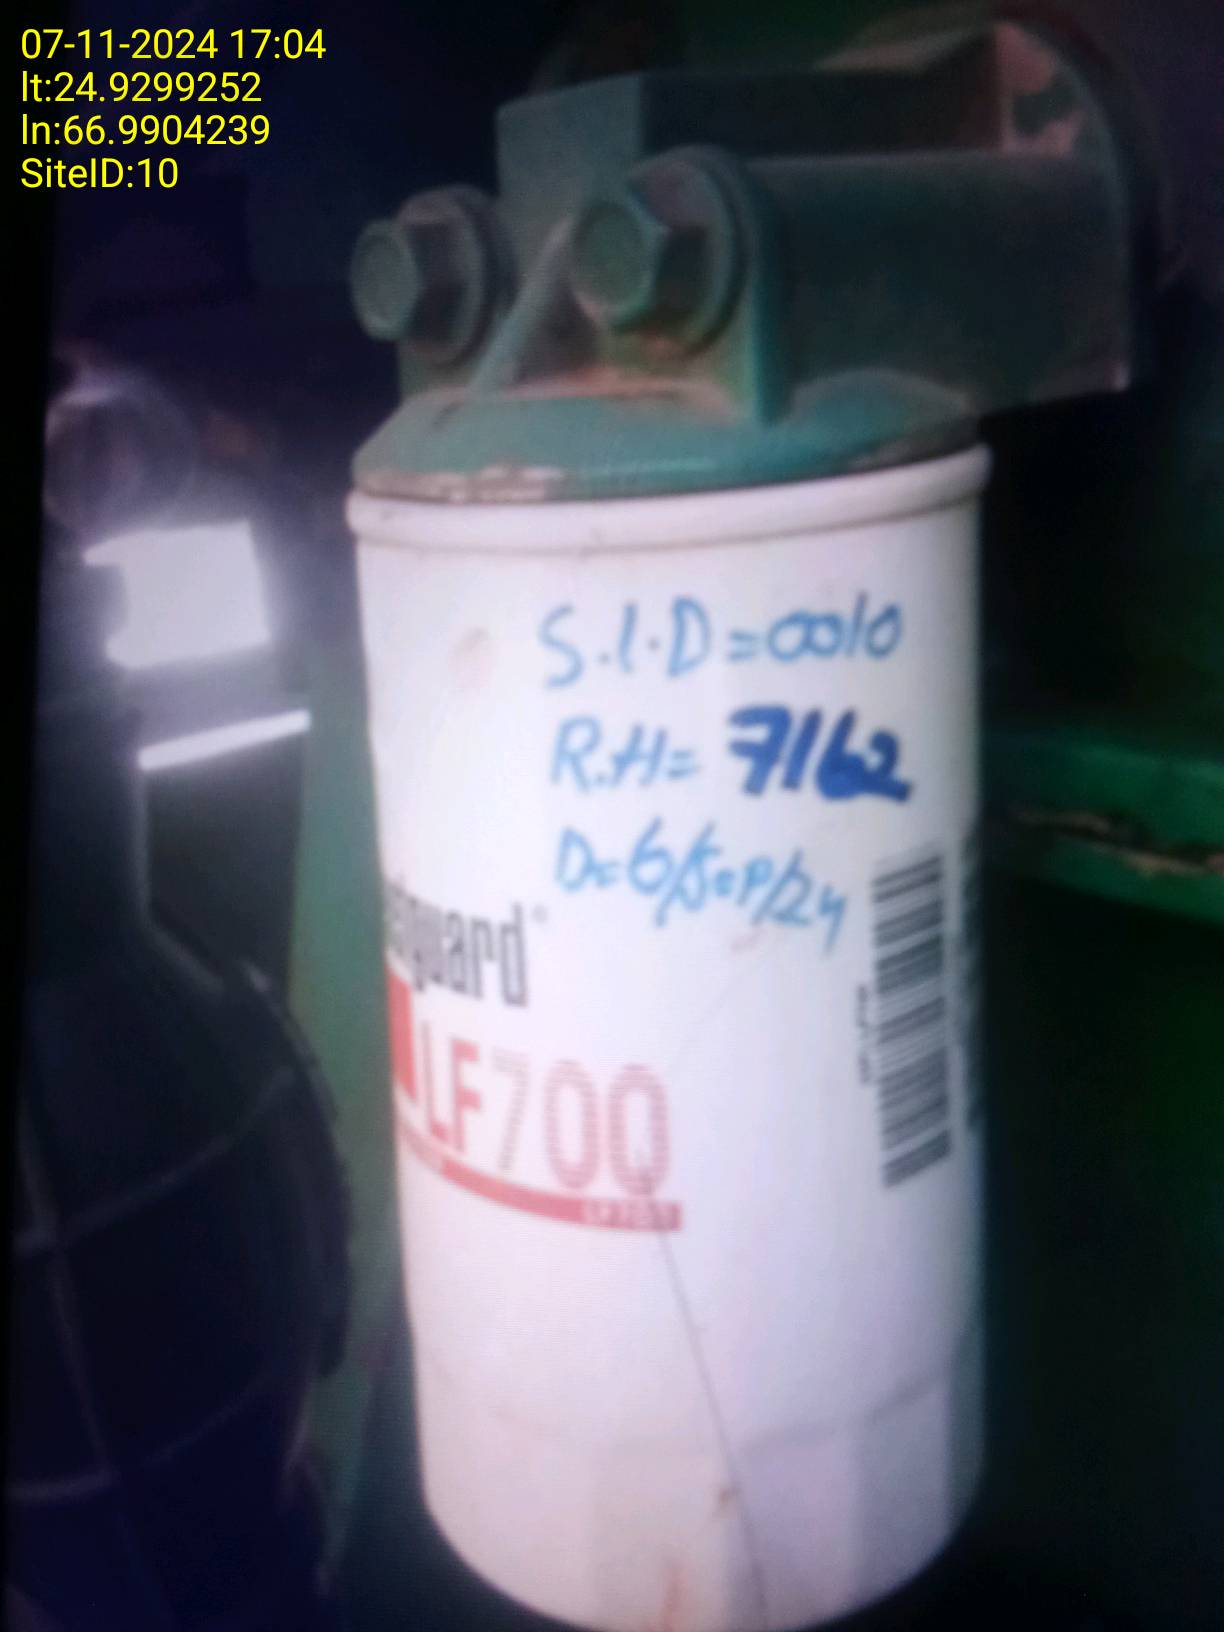 07-11-2024 17:04
lt:24.9299252
ln:66.9904239
SiteID:10
S.I.D=0010
R.H=7162
D=6/Sep/24
guard
LF700